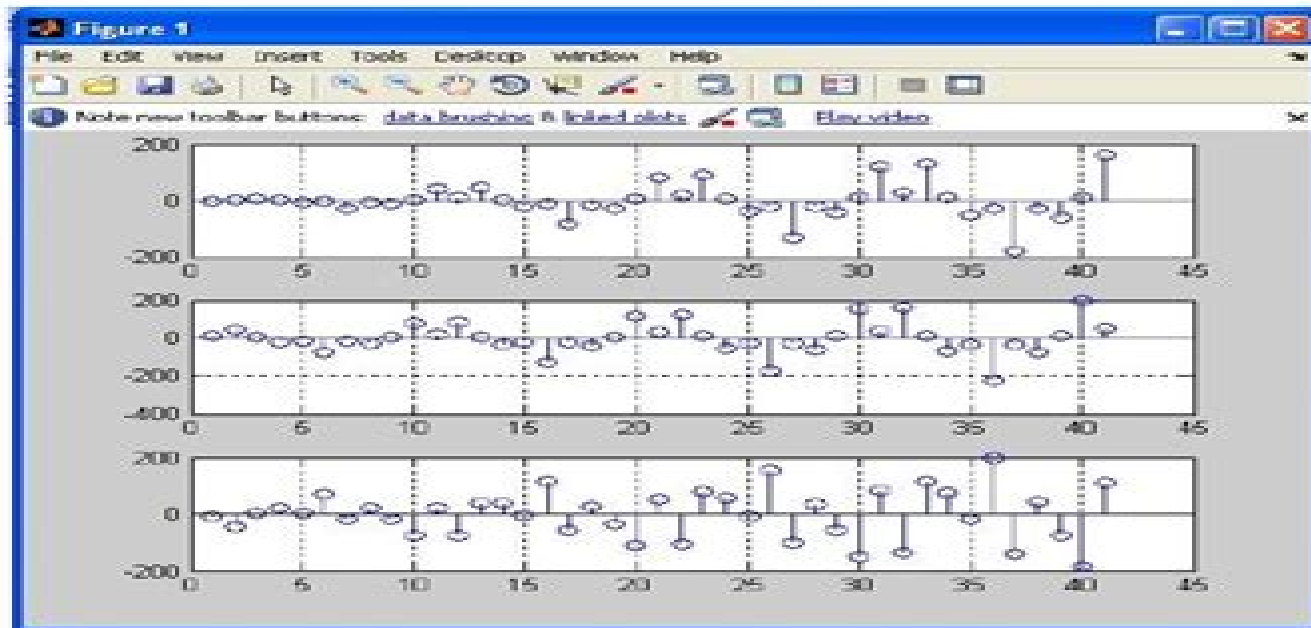 Figure 1
File Edit View Insert Tools Desktop Window Help
Note new toolbar buttons: data brushing & linked plots Play video
200
0
-200
0 5 10 15 20 25 30 35 40 45
200
0
-200
-400
0 5 10 15 20 25 30 35 40 45
200
0
-200
0 5 10 15 20 25 30 35 40 45